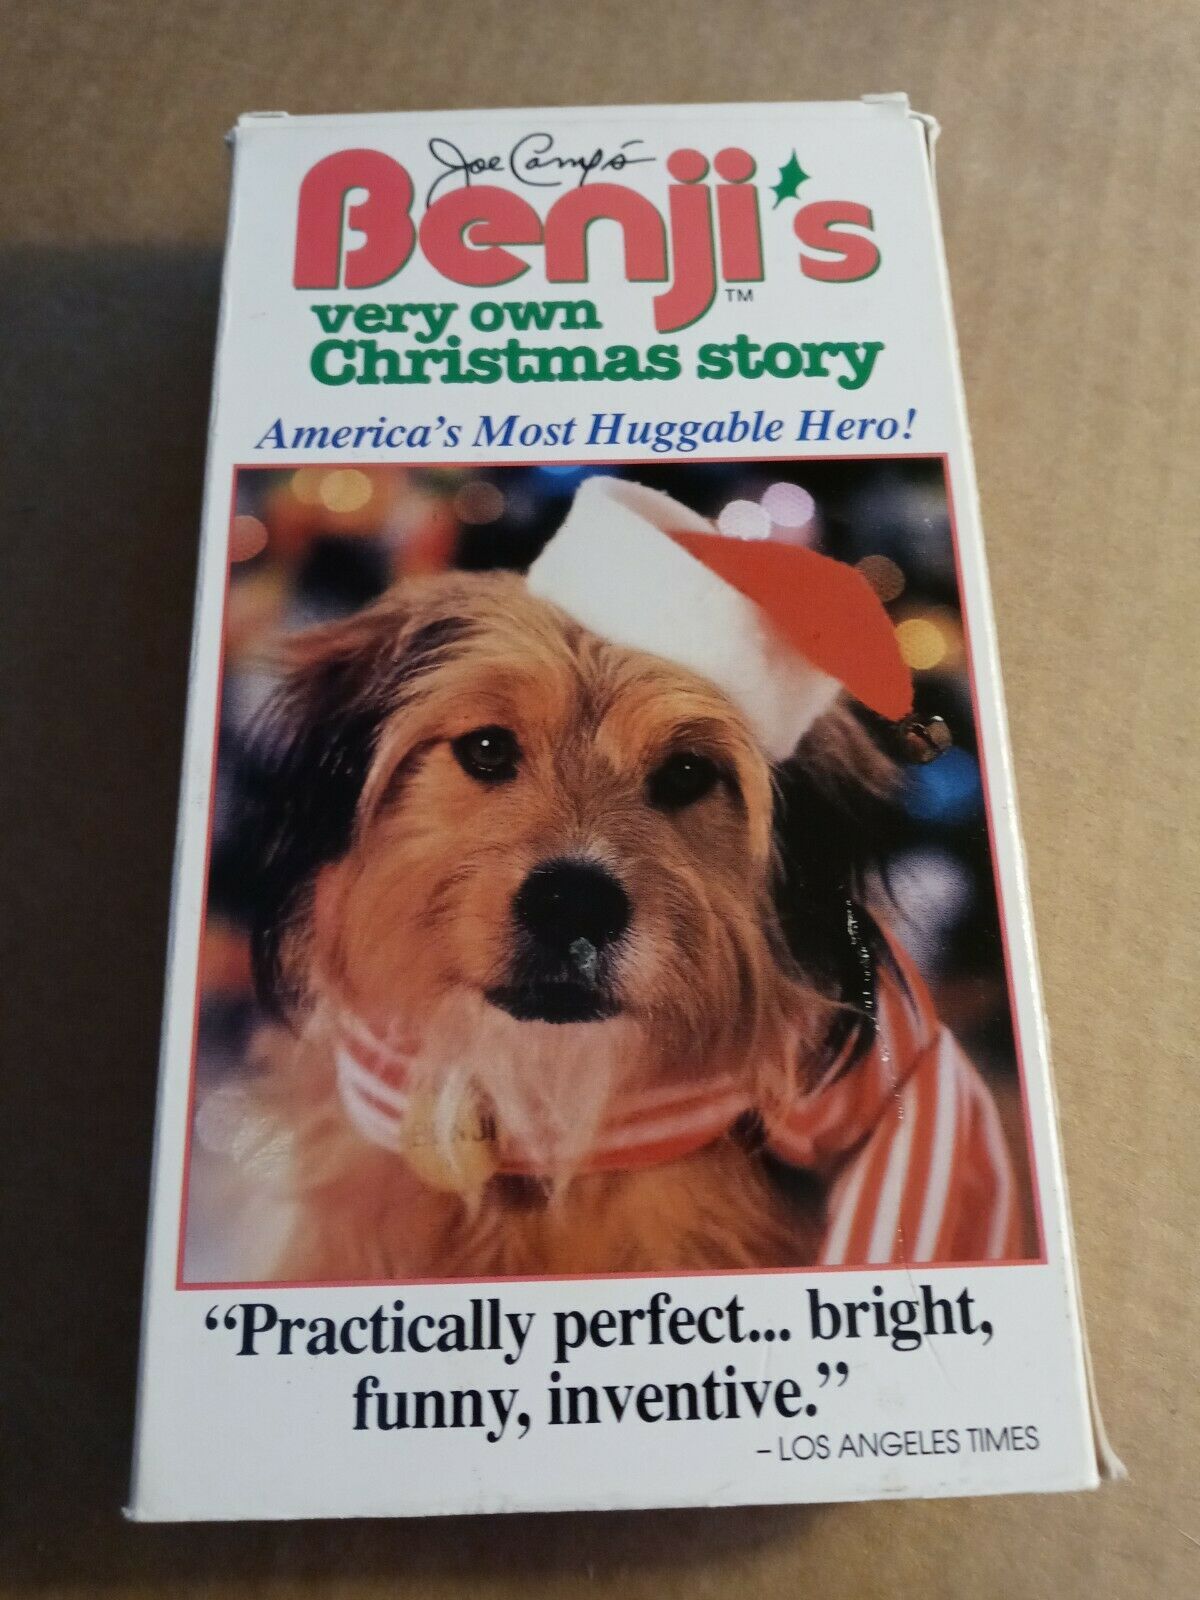 Joe Camp's
Benji's
TM
very own
Christmas story
America's Most Huggable Hero!
BENJI
"Practically perfect... bright,
funny, inventive."
– LOS ANGELES TIMES